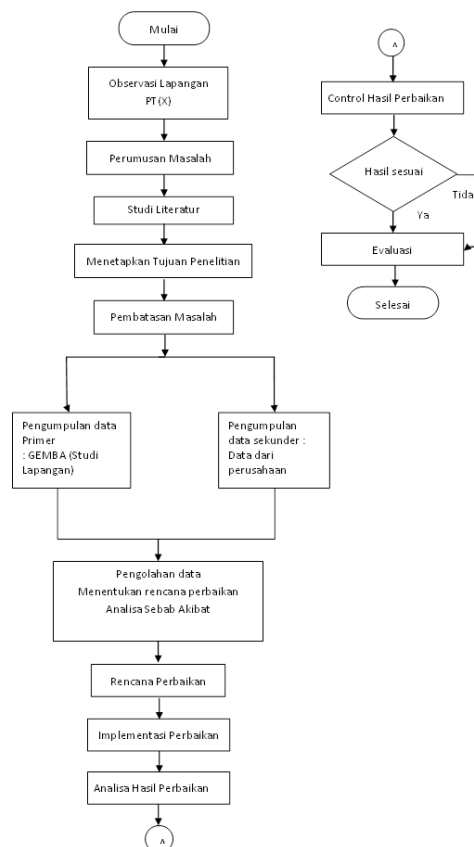 Mulai
Observasi Lapangan
PT(X)
Perumusan Masalah
Studi Literatur
Menetapkan Tujuan Penelitian
Pembatasan Masalah
Pengumpulan data
Primer
: GEMBA (Studi
Lapangan)
Pengumpulan
data sekunder :
Data dari
perusahaan
Pengolahan data
Menentukan rencana perbaikan
Analisa Sebab Akibat
Rencana Perbaikan
Implementasi Perbaikan
Analisa Hasil Perbaikan
A
A
Control Hasil Perbaikan
Hasil sesuai
Tida
Ya
Evaluasi
Selesai